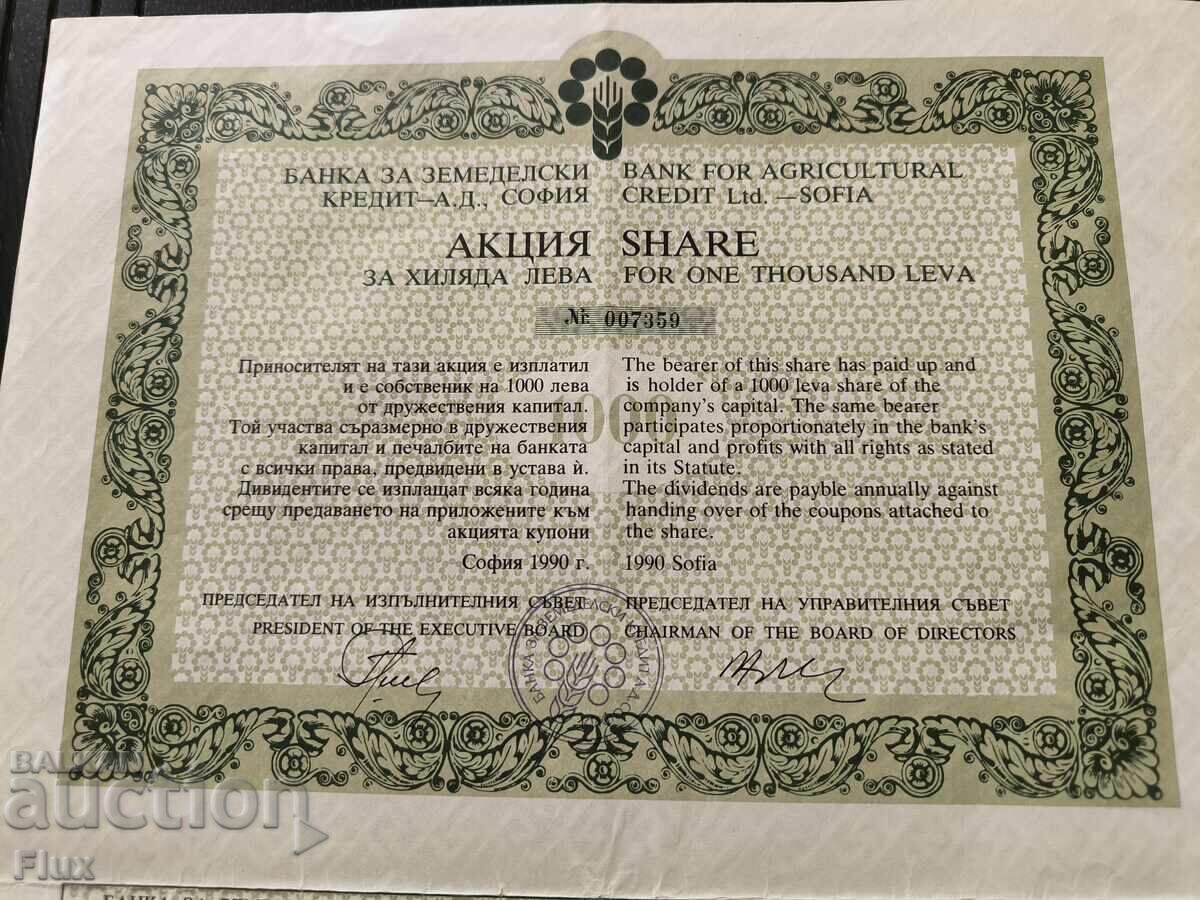 БАНКА ЗА ЗЕМЕДЕЛСКИ
КРЕДИТ—А.Д., СОФИЯ
АКЦИЯ
ЗА ХИЛЯДА ЛЕВА
BANK FOR AGRICULTURAL
CREDIT Ltd. —SOFIA
SHARE
FOR ONE THOUSAND LEVA
№ 007359
Приносителят на тази акция е изплатил
и е собственик на 1000 лева
от дружествения капитал.
Той участва съразмерно в дружествения
капитал и печалбите на банката
с всички права, предвидени в устава ѝ.
Дивидентите се изплащат всяка година
срещу предаването на приложените към
акцията купони
София 1990 г.
The bearer of this share has paid up and
is holder of a 1000 leva share of the
company's capital. The same bearer
participates proportionately in the bank's
capital and profits with all rights as stated
in its Statute.
The dividends are payble annually against
handing over of the coupons attached to
the share.
1990 Sofia
1000
ПРЕДСЕДАТЕЛ НА ИЗПЪЛНИТЕЛНИЯ СЪВЕТ
PRESIDENT OF THE EXECUTIVE BOARD
ПРЕДСЕДАТЕЛ НА УПРАВИТЕЛНИЯ СЪВЕТ
CHAIRMAN OF THE BOARD OF DIRECTORS
БАНКА ЗА ЗЕМЕДЕЛСКИ
BALKAN
auction
Flux